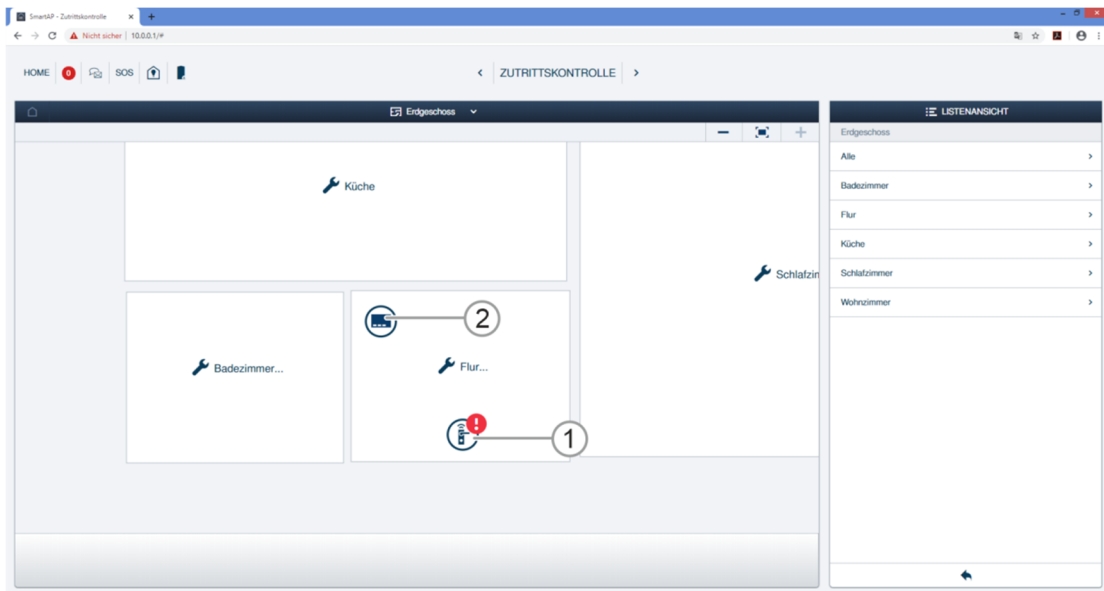 SmartAP - Zutrittskontrolle
Nicht sicher | 10.0.0.1/#
HOME 0 SOS
ZUTRITTSKONTROLLE
Erdgeschoss
LISTENANSICHT
Erdgeschoss
Alle
Badezimmer
Flur
Küche
Schlafzimmer
Wohnzimmer
Küche
Schlafzin
2
Badezimmer...
Flur...
1